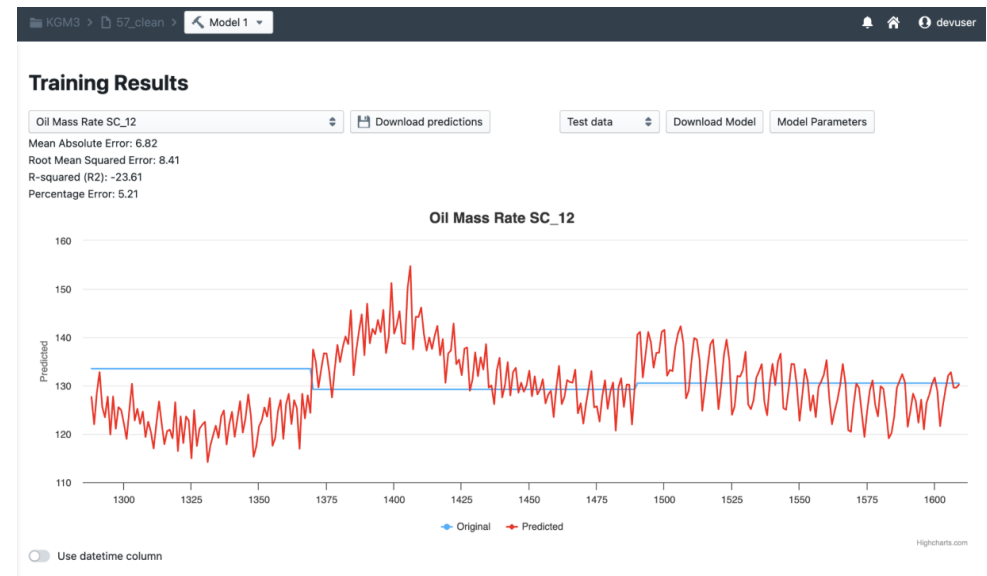 KGM3 > 57_clean > Model 1 devuser
Training Results
Oil Mass Rate SC_12 Download predictions Test data Download Model Model Parameters
Mean Absolute Error: 6.82
Root Mean Squared Error: 8.41
R-squared (R2): -23.61
Percentage Error: 5.21
Oil Mass Rate SC_12
160
150
140
130
120
110
Predicted
1300 1325 1350 1375 1400 1425 1450 1475 1500 1525 1550 1575 1600
Original Predicted
Highcharts.com
Use datetime column